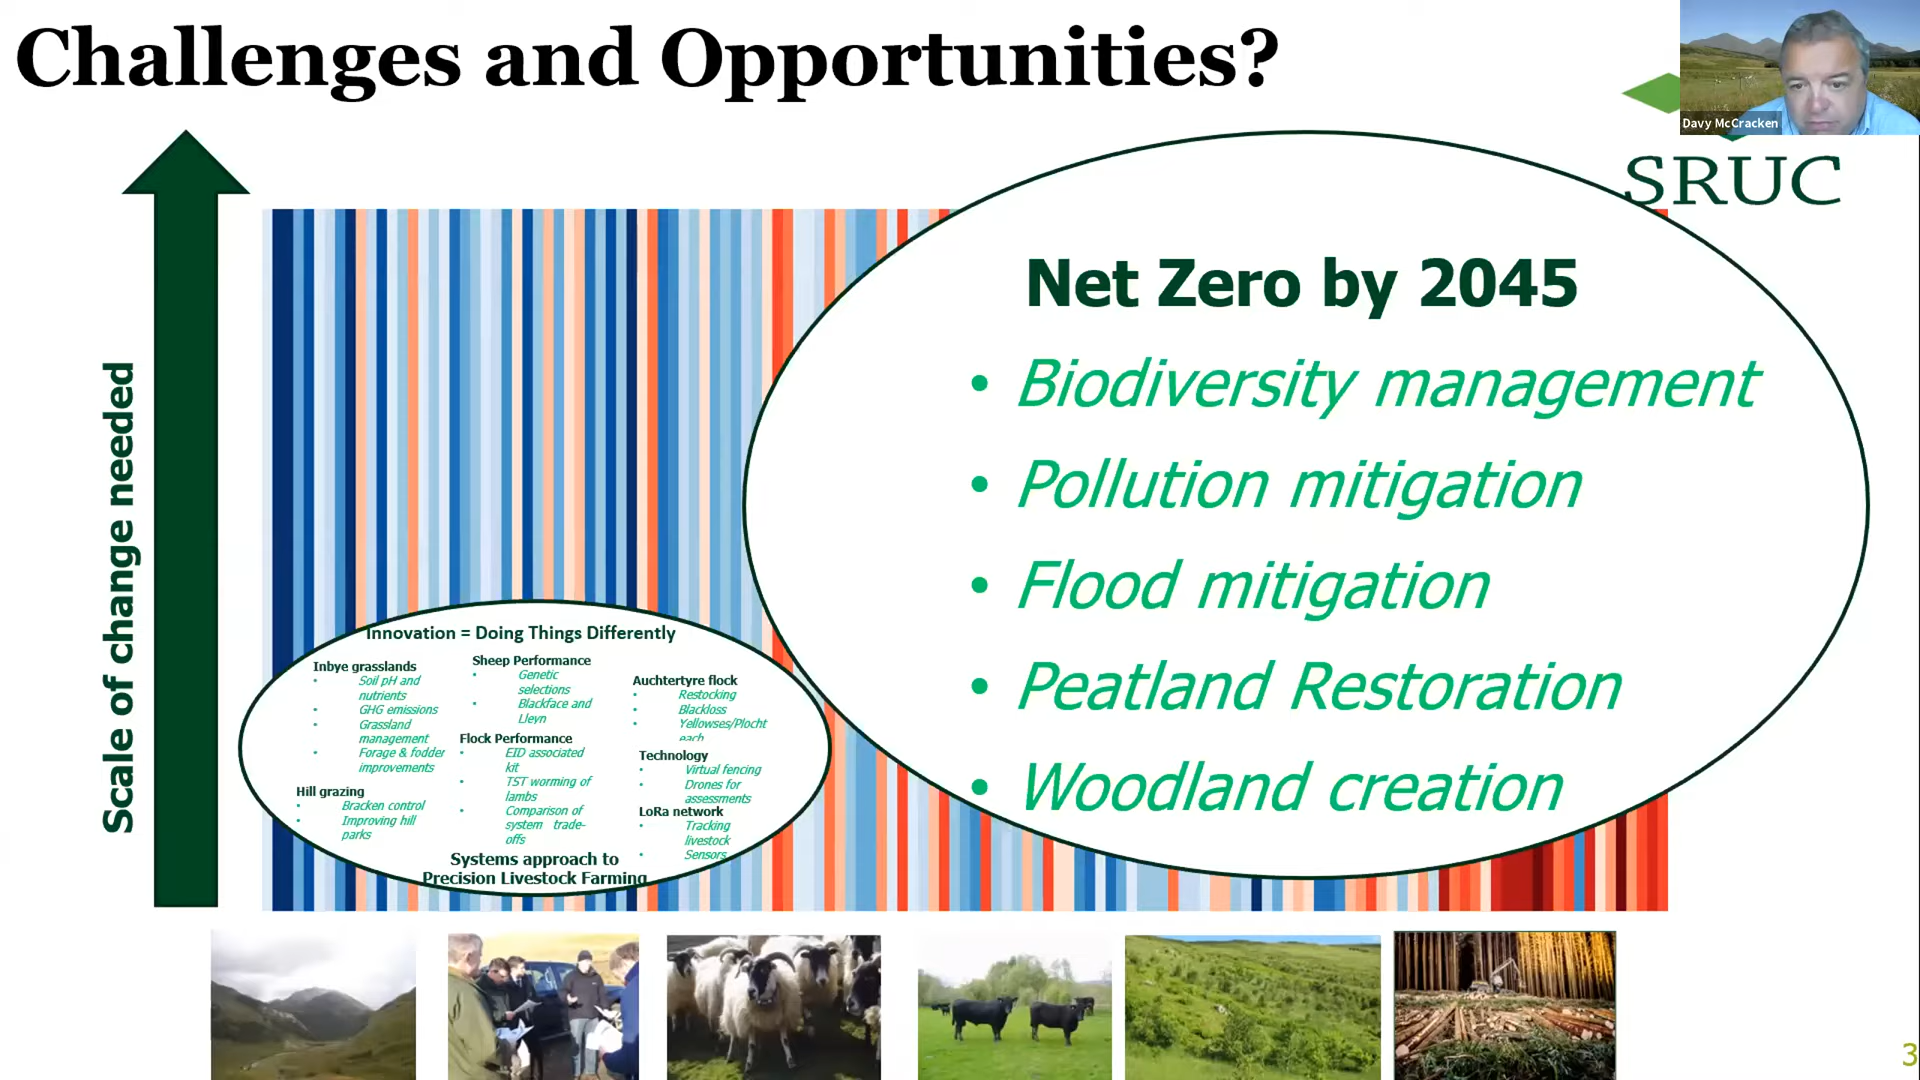 Challenges and Opportunities?
Davy McCracken
SRUC
Scale of change needed
Net Zero by 2045
• Biodiversity management
• Pollution mitigation
• Flood mitigation
• Peatland Restoration
• Woodland creation
Innovation = Doing Things Differently
Inbye grasslands
• Soil pH and
nutrients
• GHG emissions
• Grassland
management
• Forage & fodder
improvements
Hill grazing
• Bracken control
• Improving hill
parks
Sheep Performance
• Genetic
selections
• Blackface and
Lleyn
Flock Performance
• EID associated
kit
• TST worming of
lambs
• Comparison of
system trade-
offs
Auchtertyre flock
• Restocking
• Blackloss
• Yellowses/Plocht
each
Technology
• Virtual fencing
• Drones for
assessments
LoRa network
• Tracking
livestock
• Sensors
Systems approach to
Precision Livestock Farming
3